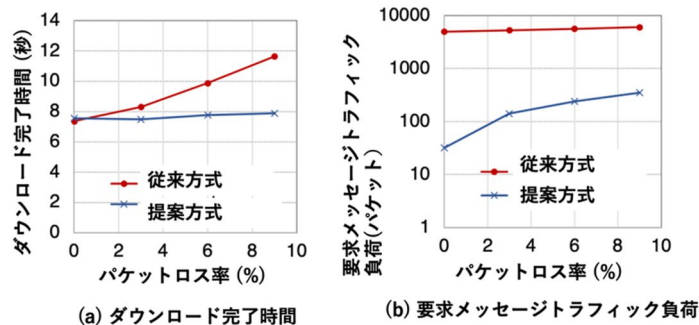 14
12
10
8
6
4
2
0
ダウンロード完了時間 (秒)
従来方式
提案方式
0 2 4 6 8 10
パケットロス率 (%)
(a) ダウンロード完了時間
10000
1000
100
10
1
要求メッセージトラフィック
負荷(パケット)
従来方式
提案方式
0 2 4 6 8 10
パケットロス率 (%)
(b) 要求メッセージトラフィック負荷